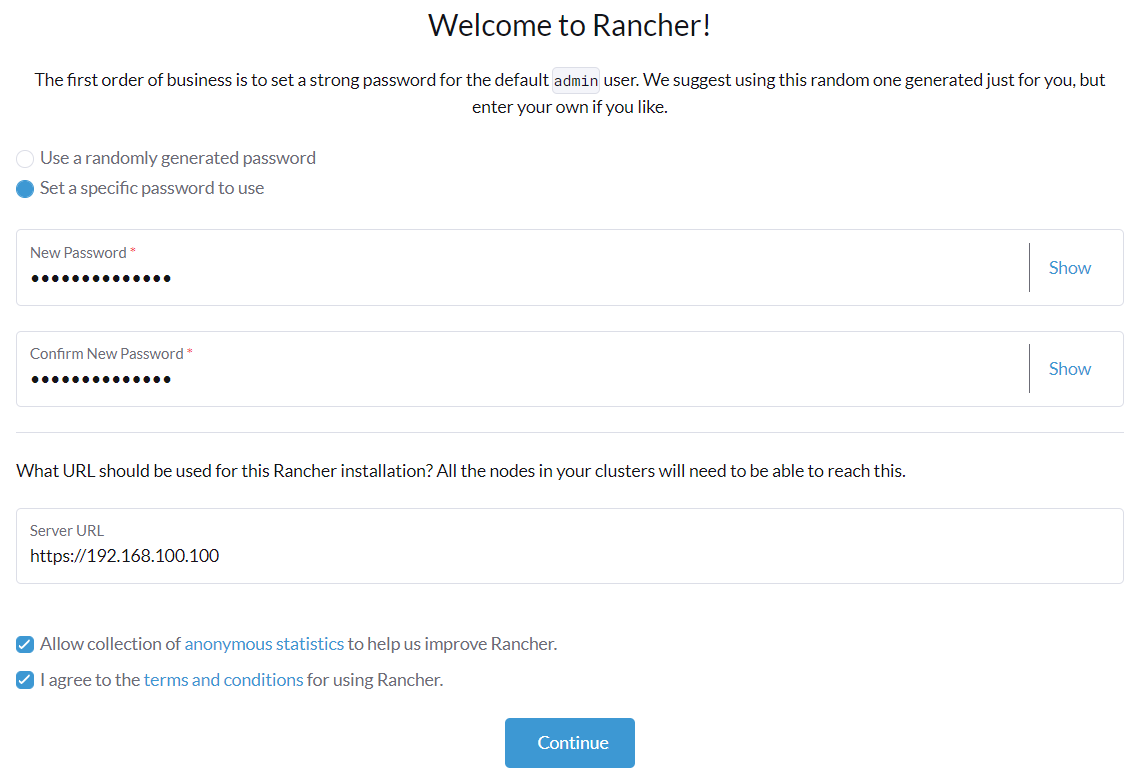 Welcome to Rancher!
The first order of business is to set a strong password for the default admin user. We suggest using this random one generated just for you, but
enter your own if you like.
Use a randomly generated password
Set a specific password to use
New Password *
••••••••••••••
Show
Confirm New Password *
••••••••••••••
Show
What URL should be used for this Rancher installation? All the nodes in your clusters will need to be able to reach this.
Server URL
https://192.168.100.100
Allow collection of anonymous statistics to help us improve Rancher.
I agree to the terms and conditions for using Rancher.
Continue